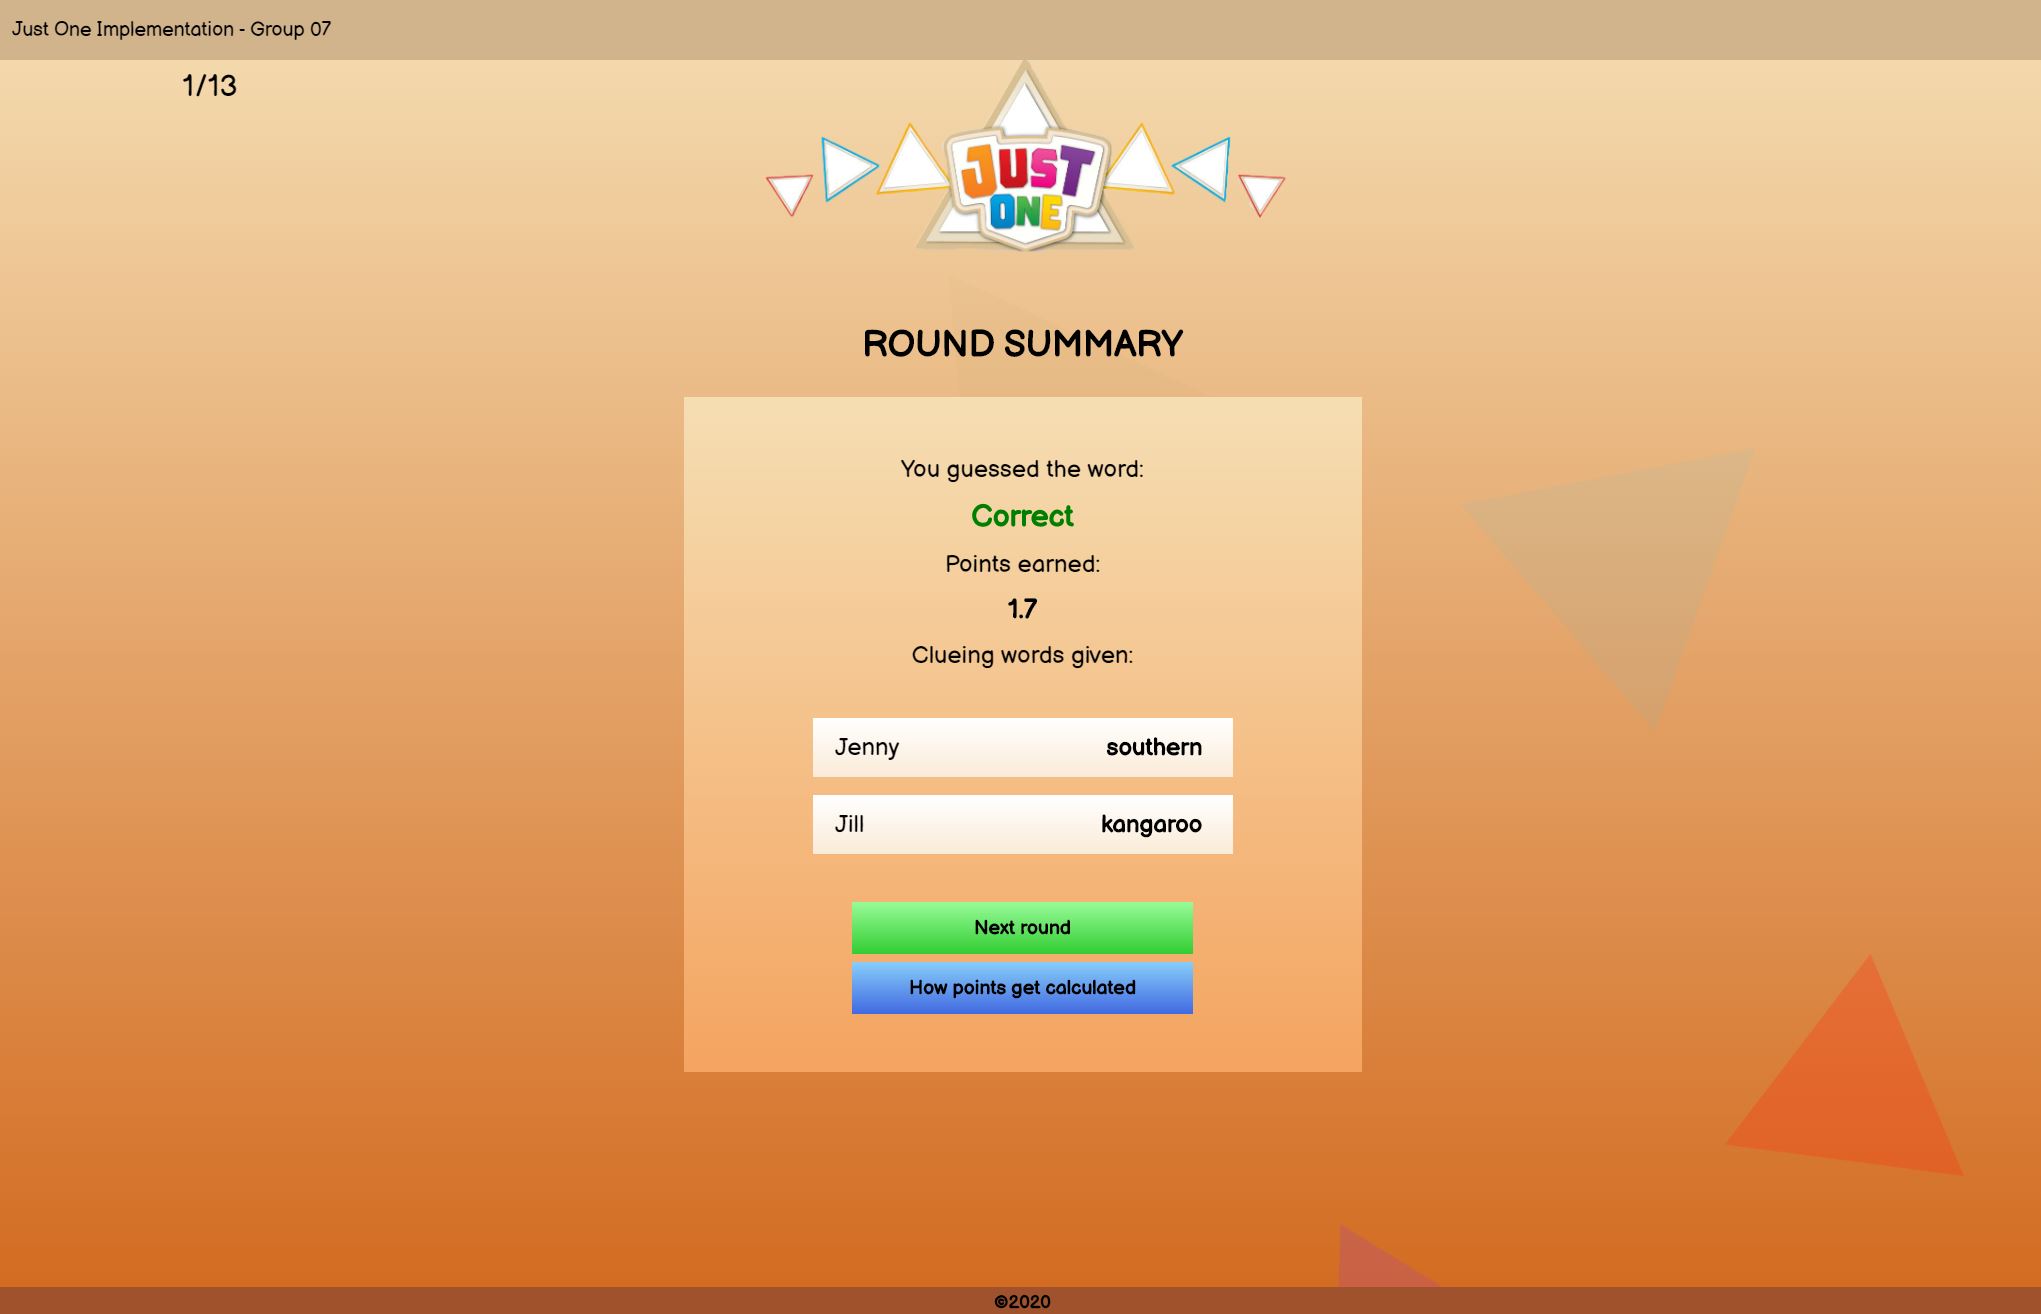 Just One Implementation - Group 07
1/13
JUST
ONE
ROUND SUMMARY
You guessed the word:
Correct
Points earned:
1.7
Clueing words given:
Jenny southern
Jill kangaroo
Next round
How points get calculated
©2020